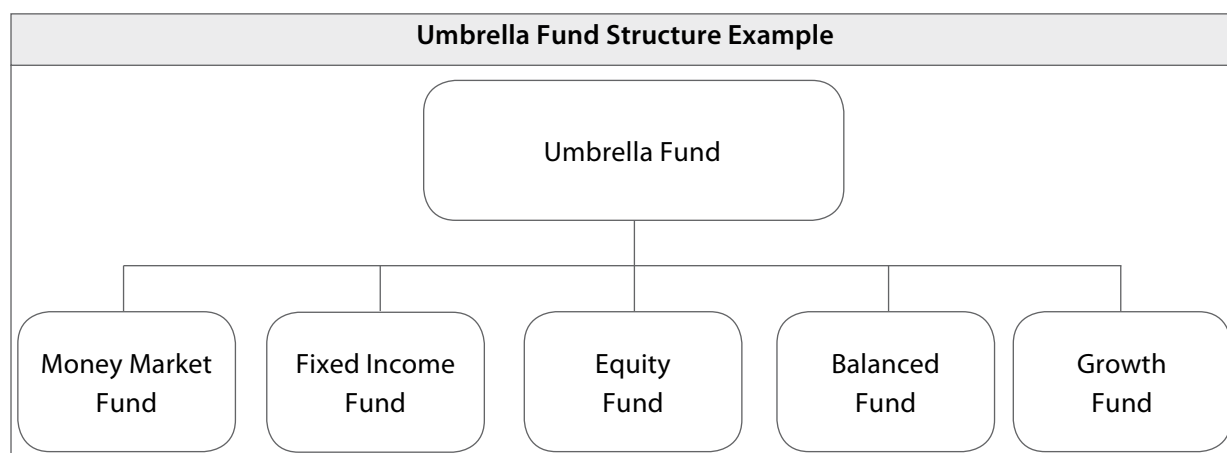 Umbrella Fund Structure Example
Umbrella Fund
Money Market
Fund
Fixed Income
Fund
Equity
Fund
Balanced
Fund
Growth
Fund